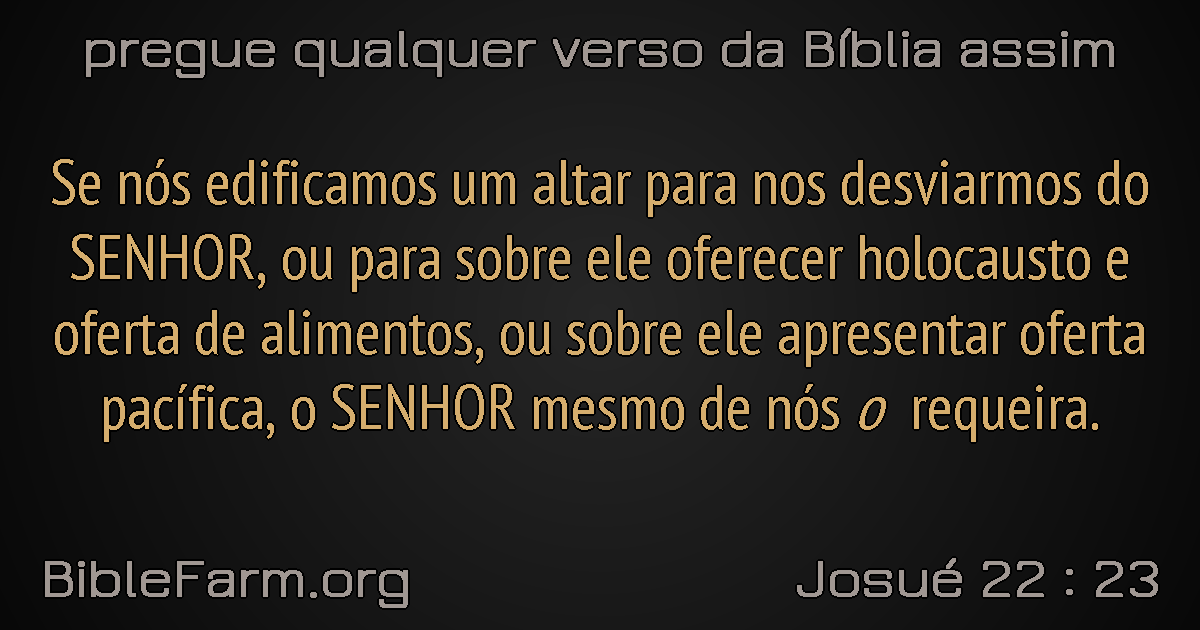 pregue qualquer verso da Bíblia assim
Se nós edificamos um altar para nos desviarmos do
SENHOR, ou para sobre ele oferecer holocausto e
oferta de alimentos, ou sobre ele apresentar oferta
pacífica, o SENHOR mesmo de nós o requeira.
BibleFarm.org
Josué 22 : 23